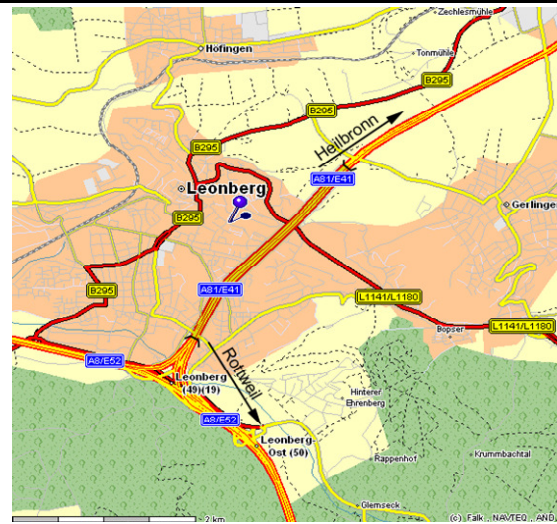 Zechlesmühle
Höfingen
Tonmühle
B295
B295
Heilbronn
B295
A81/E41
Leonberg
B295
Gerlingen
B295
A81/E41
L1141/L1180
Bopser
L1141/L1180
A8/E52
Leonberg
(49)(19)
Rottweil
Hinterer
Ehrenberg
A8/E52
Leonberg-
Ost (50)
Rappenhof
Krummbachtal
Glemseck
2 km
(c) Falk, NAVTEQ, AND